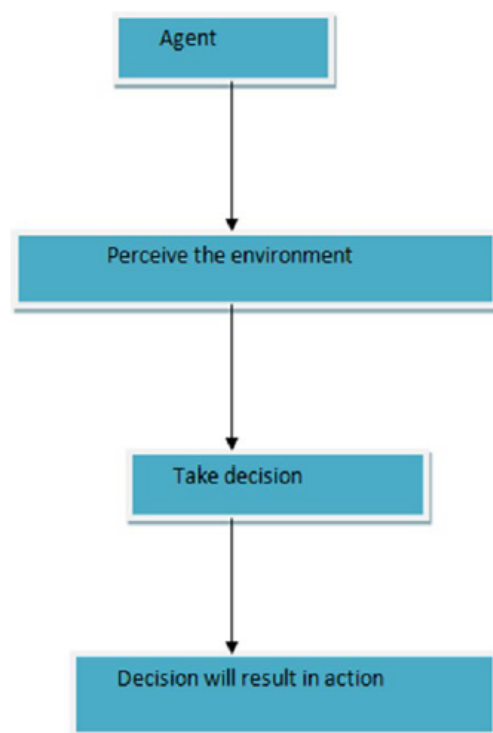 Agent
Perceive the environment
Take decision
Decision will result in action